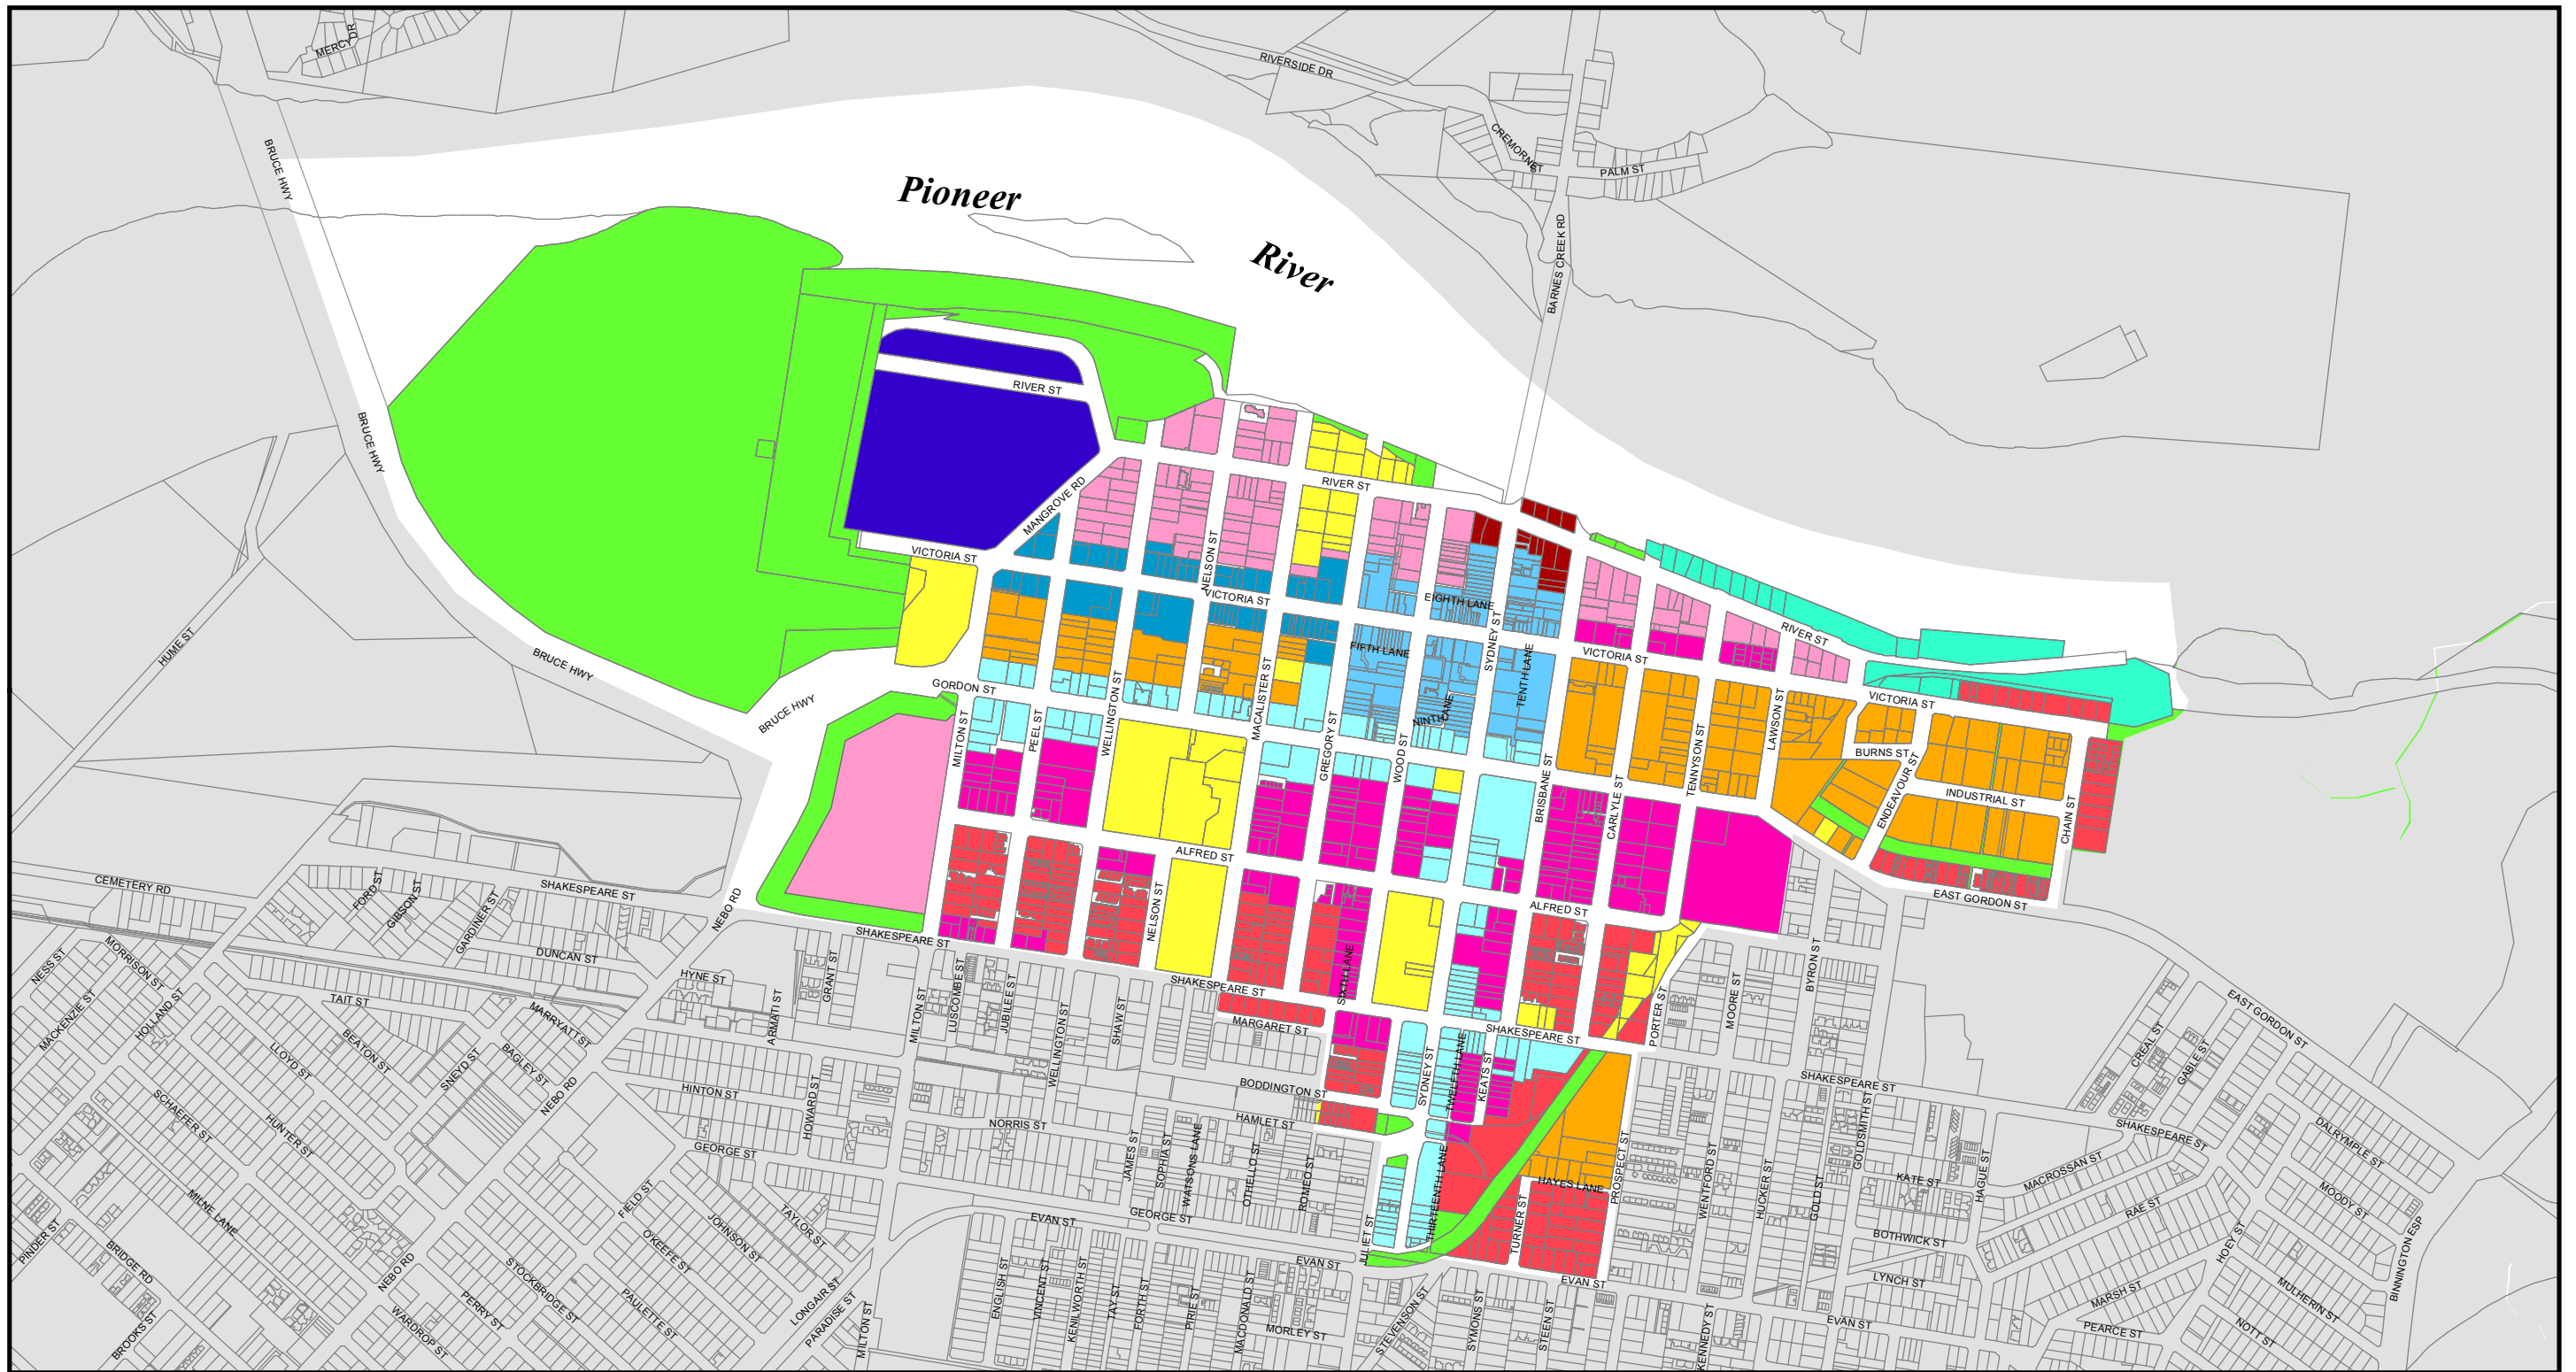 MERCY DR
RIVERSIDE DR
CREMORNE ST
PALM ST
BRUCE HWY
Pioneer
River
BARNES CREEK RD
RIVER ST
BRUCE HWY
MANGROVE RD
RIVER ST
VICTORIA ST
NELSON ST
VICTORIA ST
EIGHTH LANE
SYDNEY ST
FIFTH LANE
TENTH LANE
VICTORIA ST
RIVER ST
HUME ST
BRUCE HWY
GORDON ST
BRUCE HWY
MILTON ST
PEEL ST
WELLINGTON ST
MACALISTER ST
GREGORY ST
WOOD ST
NINTH LANE
BRISBANE ST
CARLYLE ST
TENNYSON ST
LAWSON ST
VICTORIA ST
BURNS ST
ENDEAVOUR ST
INDUSTRIAL ST
CHAIN ST
EAST GORDON ST
ALFRED ST
ALFRED ST
NELSON ST
SIXTH LANE
CEMETERY RD
FORD ST
GIBSON ST
GARDINER ST
SHAKESPEARE ST
NEBO RD
DUNCAN ST
SHAKESPEARE ST
SHAKESPEARE ST
SHAKESPEARE ST
NESS ST
MORRISON ST
MACKENZIE ST
HOLLAND ST
TAIT ST
LLOYD ST
BEATON ST
MARRYATT ST
BAGLEY ST
SNEYD ST
NEBO RD
HYNE ST
ARMATI ST
GRANT ST
MILTON ST
LUSCOMBE ST
JUBILEE ST
WELLINGTON ST
SHAW ST
MARGARET ST
BODDINGTON ST
HAMLET ST
SYDNEY ST
TWELFTH LANE
KEATS ST
PORTER ST
MOORE ST
BYRON ST
EAST GORDON ST
CREAL ST
GABLE ST
SHAKESPEARE ST
SHAKESPEARE ST
DALRYMPLE ST
SCHAEFER ST
HUNTER ST
HINTON ST
HOWARD ST
NORRIS ST
GEORGE ST
JAMES ST
SOPHIA ST
WATSONS LANE
OTHELLO ST
ROMEO ST
JULIET ST
THIRTEENTH LANE
HAYES LANE
TURNER ST
PROSPECT ST
WENTFORD ST
HUCKER ST
GOLD ST
GOLDSMITH ST
KATE ST
HAGUE ST
MACROSSAN ST
RAE ST
MOODY ST
HOEY ST
BINNINGTON ESP
MILNE LANE
FIELD ST
TAYLOR ST
JOHNSON ST
O'KEEFE ST
EVAN ST
GEORGE ST
EVAN ST
EVAN ST
BOTHWICK ST
LYNCH ST
MARSH ST
MULHERIN ST
PINDER ST
BRIDGE RD
NEBO RD
BROOKS ST
WARDROP ST
PERRY ST
STOCKBRIDGE ST
PAULETTE ST
LONGAIR ST
PARADISE ST
MILTON ST
ENGLISH ST
VINCENT ST
KENILWORTH ST
TAY ST
FORTH ST
PIRIE ST
MACDONALD ST
MORLEY ST
STEVENSON ST
SYMONS ST
STEEN ST
KENNEDY ST
EVAN ST
PEARCE ST
NOTT ST